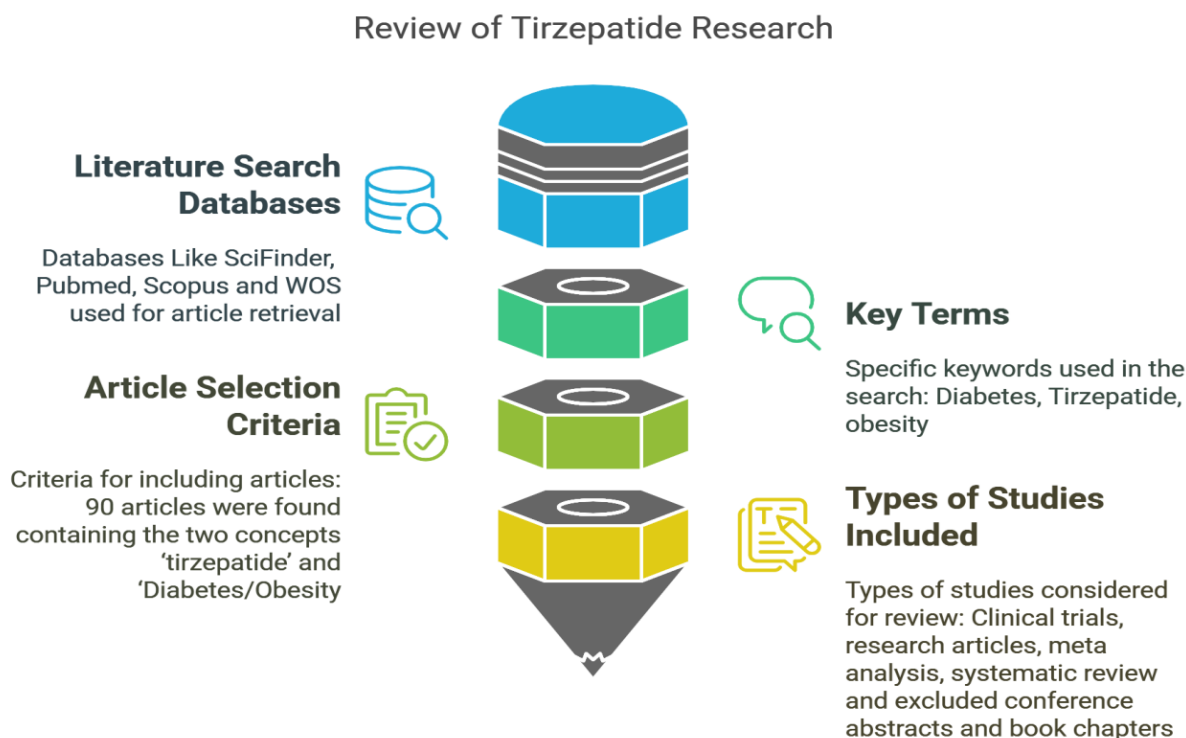 Review of Tirzepatide Research
Literature Search
Databases
Databases Like SciFinder,
Pubmed, Scopus and WOS
used for article retrieval
Key Terms
Specific keywords used in the
search: Diabetes, Tirzepatide,
obesity
Article Selection
Criteria
Criteria for including articles:
90 articles were found
containing the two concepts
‘tirzepatide’ and
‘Diabetes/Obesity
Types of Studies
Included
Types of studies considered
for review: Clinical trials,
research articles, meta
analysis, systematic review
and excluded conference
abstracts and book chapters